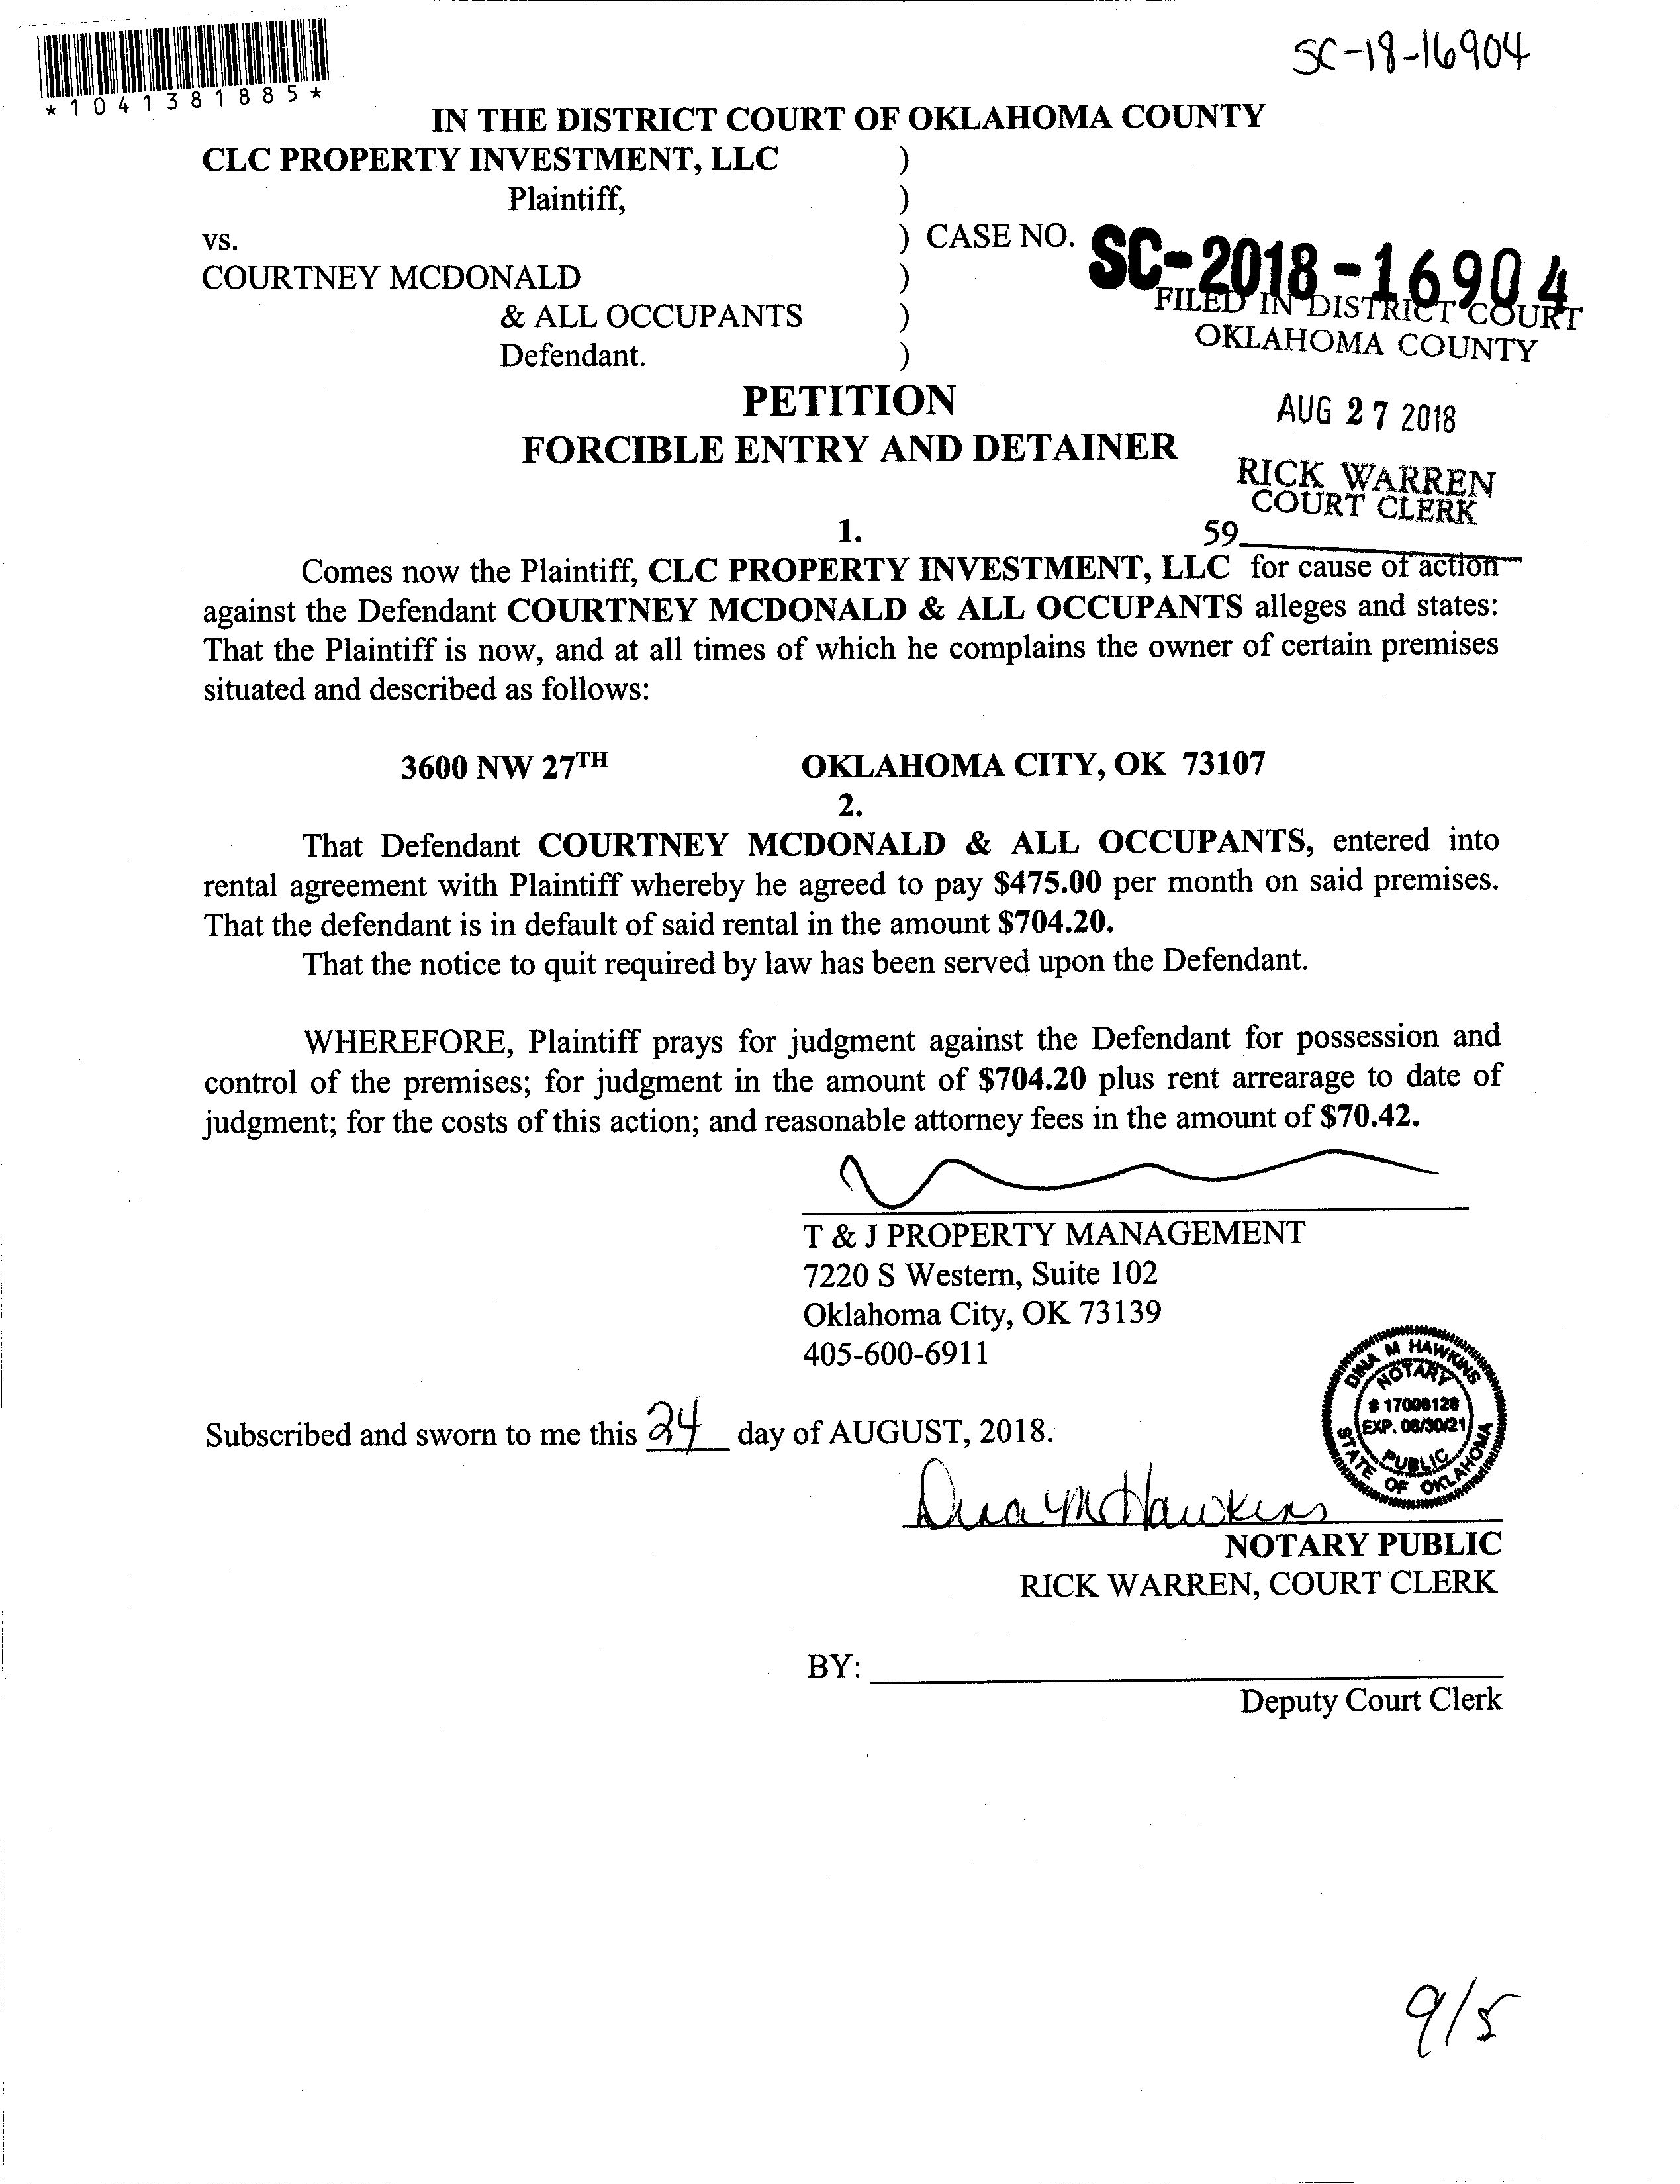 SC-18-16904
*1041381885*
IN THE DISTRICT COURT OF OKLAHOMA COUNTY
CLC PROPERTY INVESTMENT, LLC )
Plaintiff, )
vs. ) CASE NO. SC-2018-16904
COURTNEY MCDONALD )
FILED IN DISTRICT COURT
& ALL OCCUPANTS )
OKLAHOMA COUNTY
Defendant. )
PETITION
AUG 27 2018
FORCIBLE ENTRY AND DETAINER
RICK WARREN
COURT CLERK
1.
59
Comes now the Plaintiff, CLC PROPERTY INVESTMENT, LLC for cause of action
against the Defendant COURTNEY MCDONALD & ALL OCCUPANTS alleges and states:
That the Plaintiff is now, and at all times of which he complains the owner of certain premises
situated and described as follows:
3600 NW 27TH OKLAHOMA CITY, OK 73107
2.
That Defendant COURTNEY MCDONALD & ALL OCCUPANTS, entered into
rental agreement with Plaintiff whereby he agreed to pay $475.00 per month on said premises.
That the defendant is in default of said rental in the amount $704.20.
That the notice to quit required by law has been served upon the Defendant.
WHEREFORE, Plaintiff prays for judgment against the Defendant for possession and
control of the premises; for judgment in the amount of $704.20 plus rent arrearage to date of
judgment; for the costs of this action; and reasonable attorney fees in the amount of $70.42.
T & J PROPERTY MANAGEMENT
7220 S Western, Suite 102
Oklahoma City, OK 73139
405-600-6911
DINA M HAWKINS
NOTARY
# 17008128
EXP. 08/30/21
PUBLIC
STATE OF OKLAHOMA
Subscribed and sworn to me this 24 day of AUGUST, 2018.
Dina M Hawkins
NOTARY PUBLIC
RICK WARREN, COURT CLERK
BY:
Deputy Court Clerk
9/5